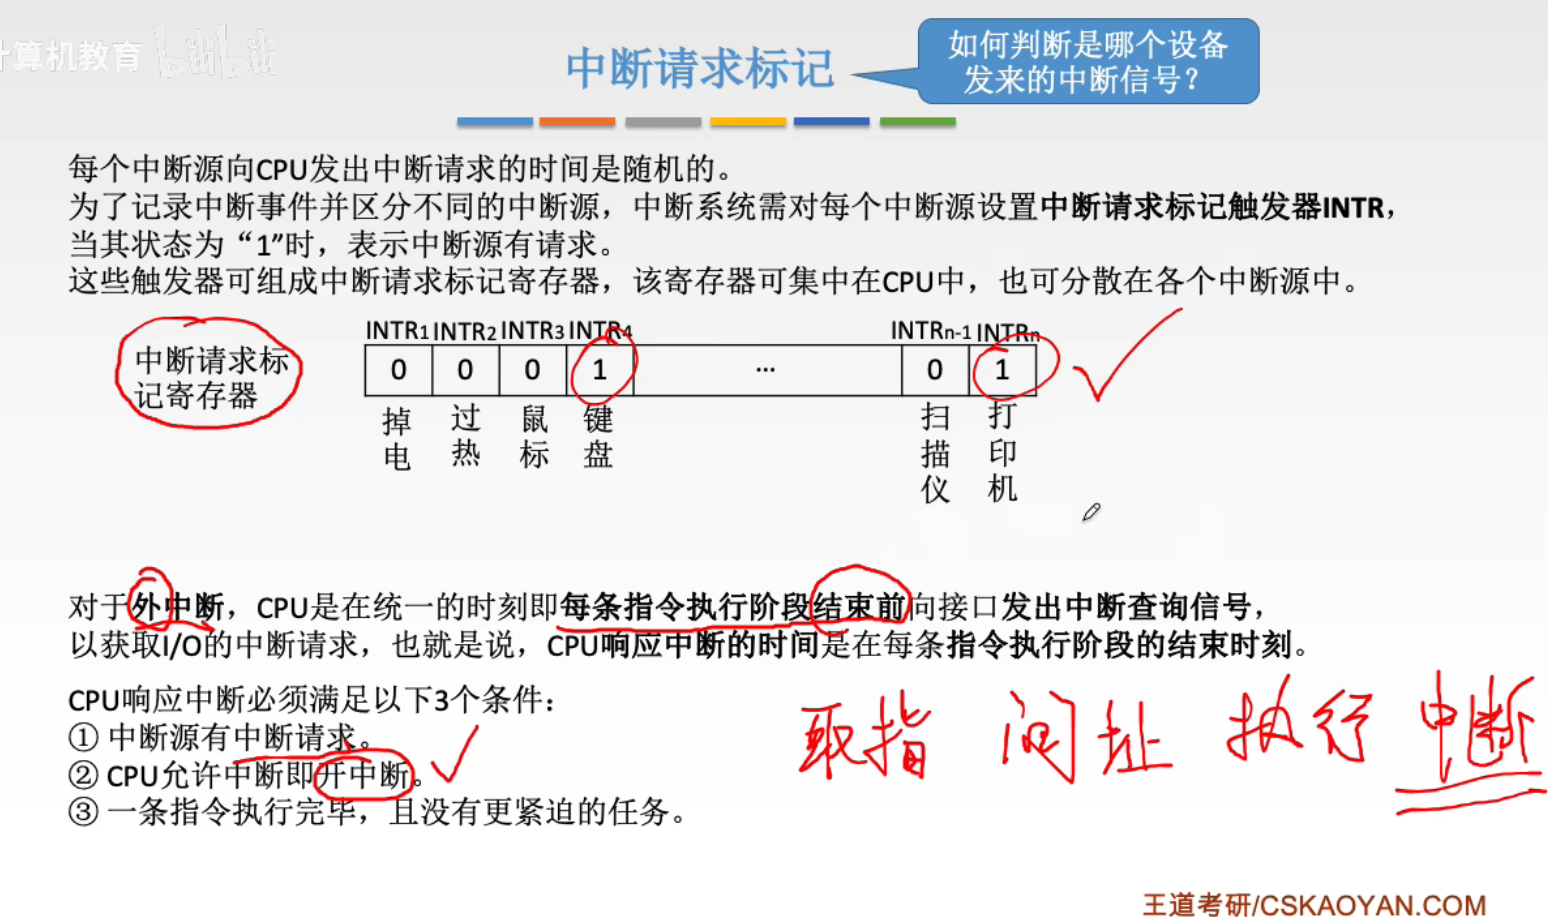 计算机教育 bilibili
中断请求标记
如何判断是哪个设备
发来的中断信号？
每个中断源向CPU发出中断请求的时间是随机的。
为了记录中断事件并区分不同的中断源，中断系统需对每个中断源设置中断请求标记触发器INTR，
当其状态为“1”时，表示中断源有请求。
这些触发器可组成中断请求标记寄存器，该寄存器可集中在CPU中，也可分散在各个中断源中。
INTR1 INTR2 INTR3 INTR4 INTRn-1 INTRn
中断请求标
记寄存器
0 0 0 1 … 0 1
掉电 过热 鼠标 键盘 扫描仪 打印机
对于外中断，CPU是在统一的时刻即每条指令执行阶段结束前向接口发出中断查询信号，
以获取I/O的中断请求，也就是说，CPU响应中断的时间是在每条指令执行阶段的结束时刻。
CPU响应中断必须满足以下3个条件：
① 中断源有中断请求。
② CPU允许中断即开中断。
③ 一条指令执行完毕，且没有更紧迫的任务。
取指 间址 执行 中断
王道考研/CSKAOYAN.COM